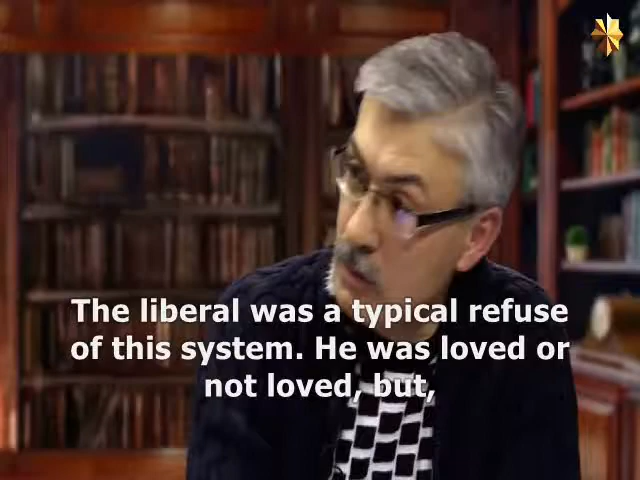 The liberal was a typical refuse
of this system. He was loved or
not loved, but,